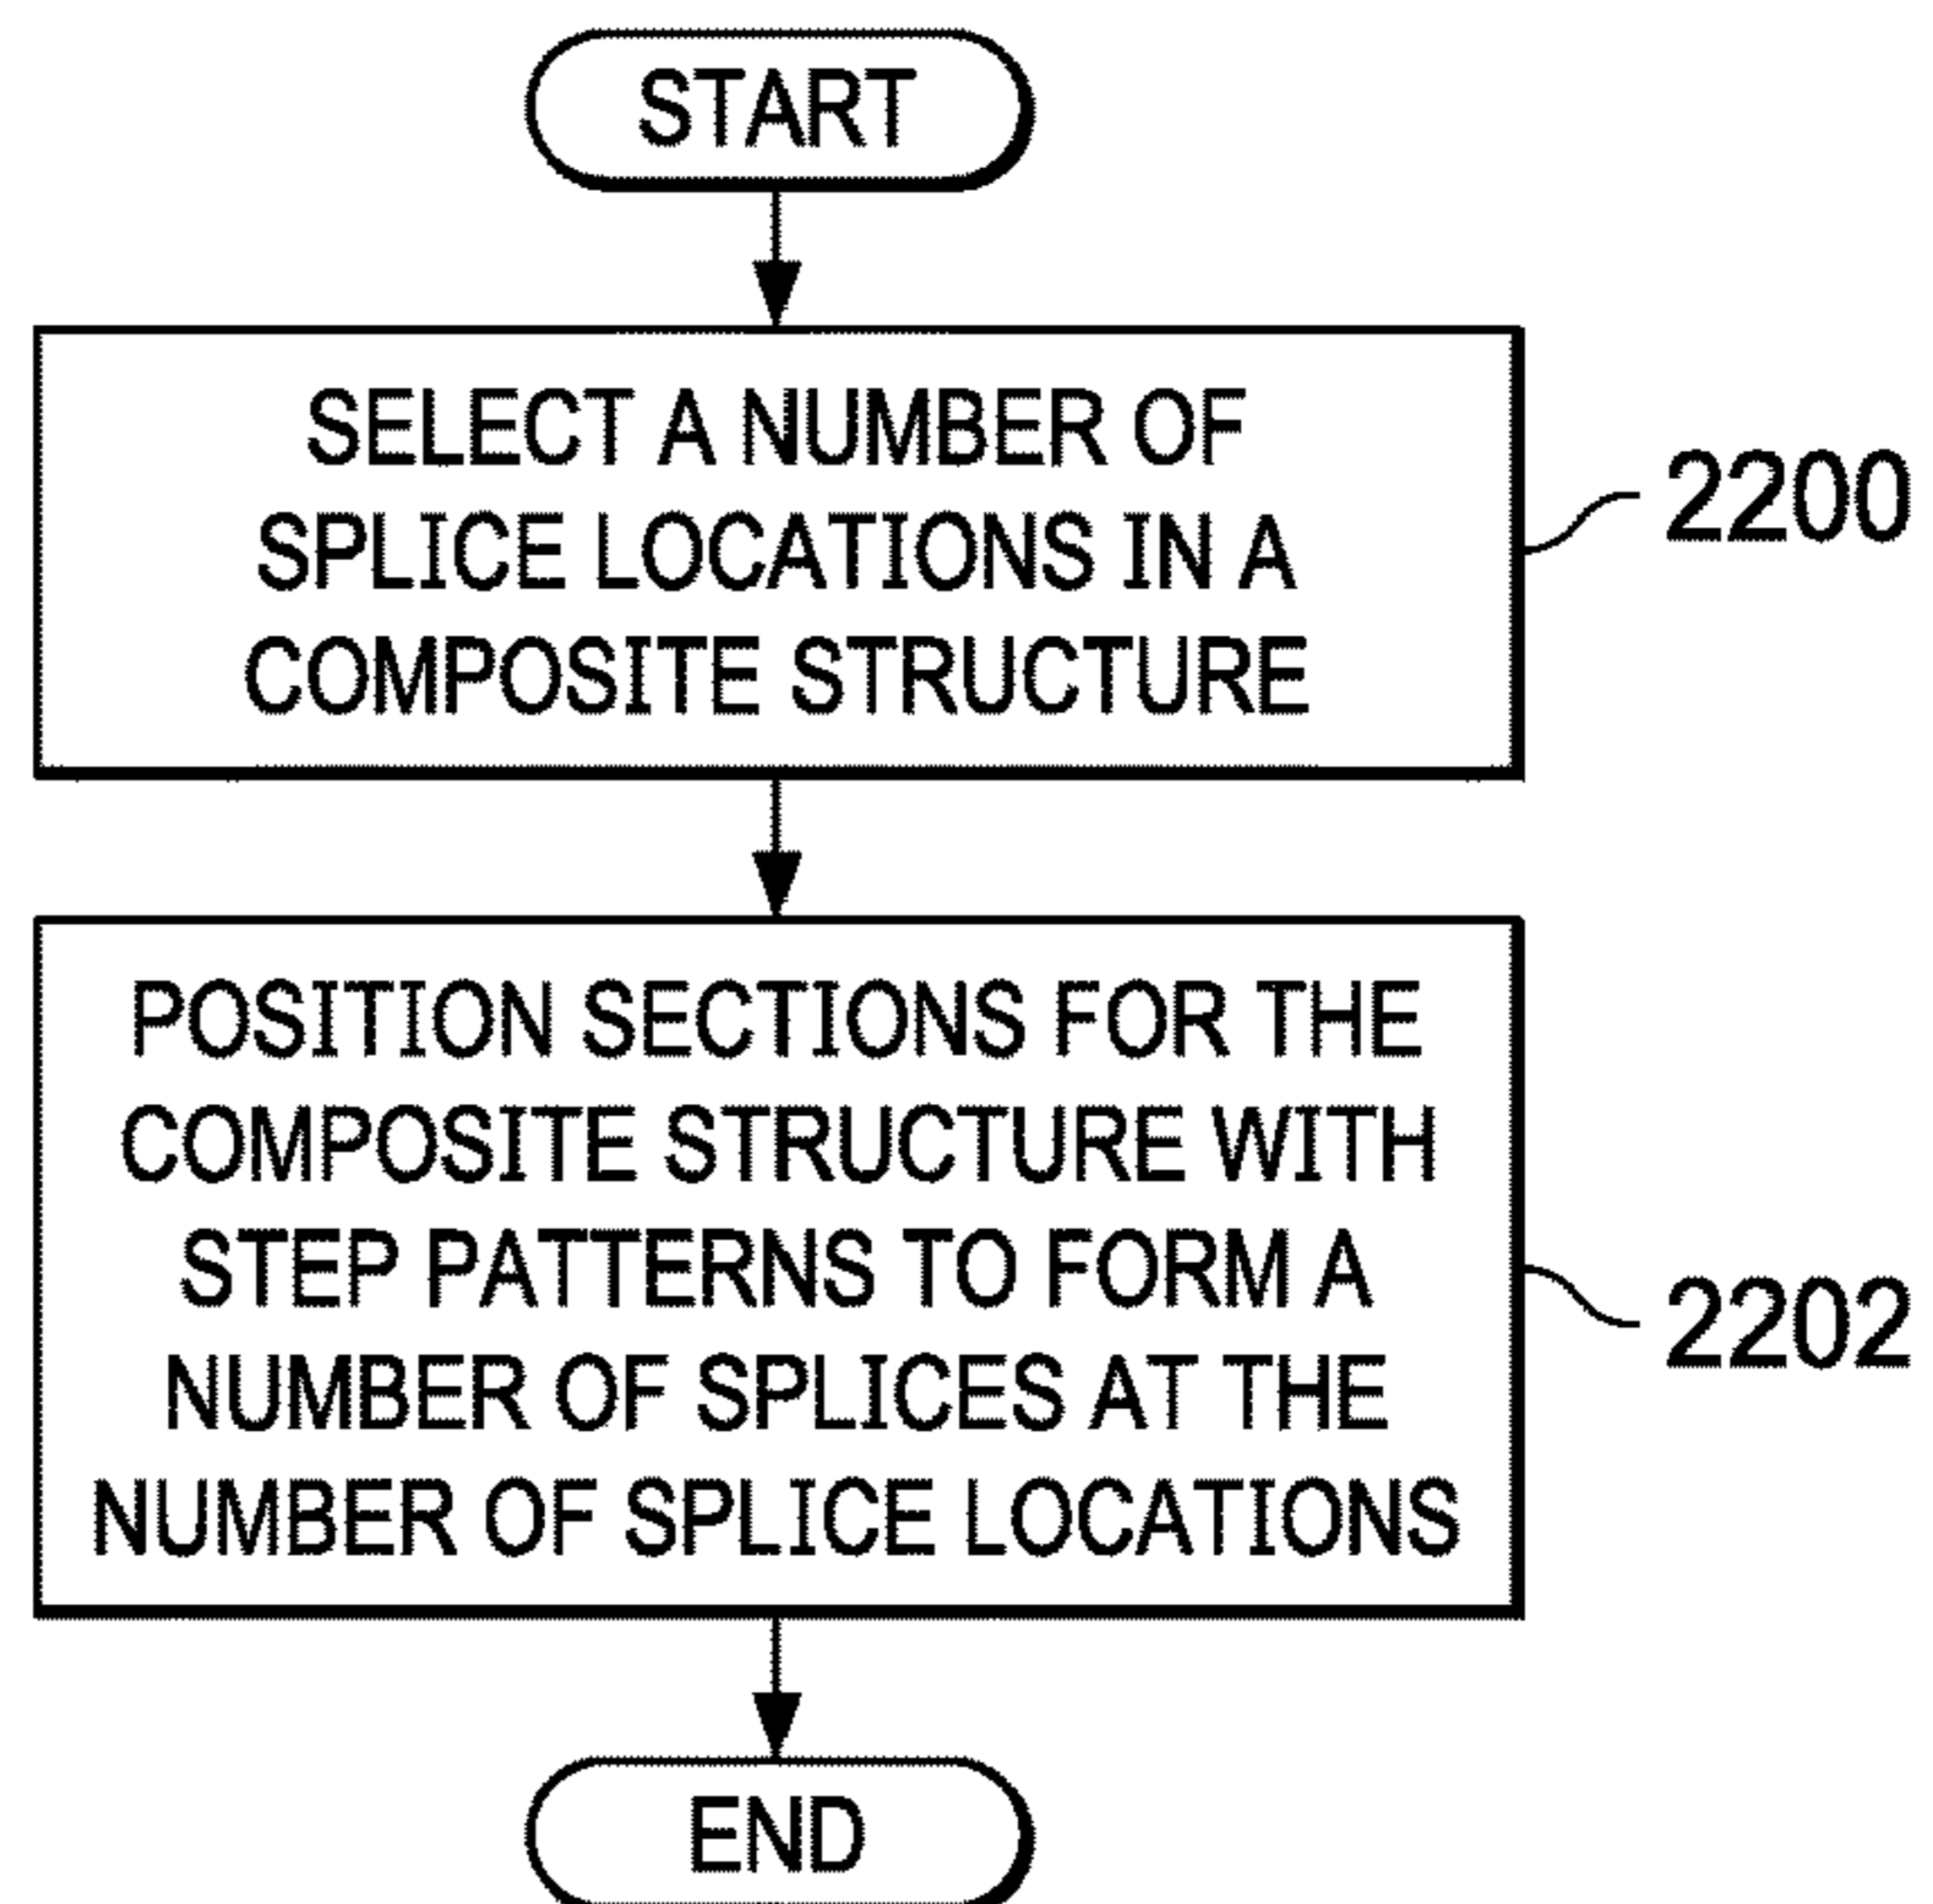 START
SELECT A NUMBER OF
SPLICE LOCATIONS IN A
COMPOSITE STRUCTURE
2200
POSITION SECTIONS FOR THE
COMPOSITE STRUCTURE WITH
STEP PATTERNS TO FORM A
NUMBER OF SPLICES AT THE
NUMBER OF SPLICE LOCATIONS
2202
END